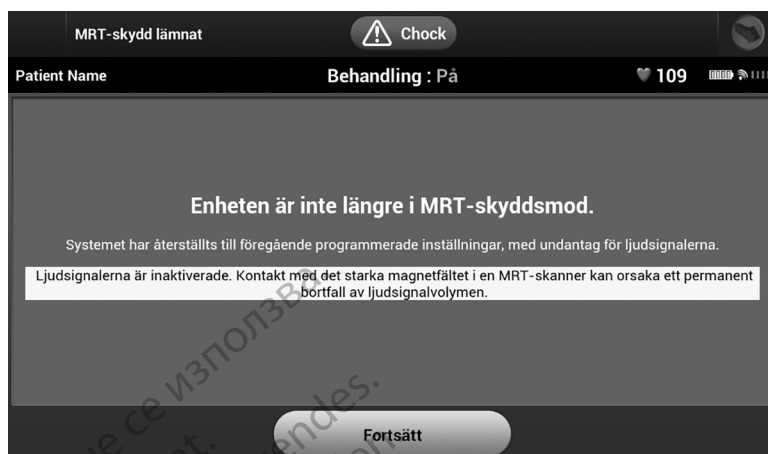 MRT-skydd lämnat
Chock
Patient Name
Behandling : På
109
Enheten är inte längre i MRT-skyddsmod.
Systemet har återställts till föregående programmerade inställningar, med undantag för ljudsignalerna.
Ljudsignalerna är inaktiverade. Kontakt med det starka magnetfältet i en MRT-skanner kan orsaka ett permanent
bortfall av ljudsignalvolymen.
Fortsätt
се използва